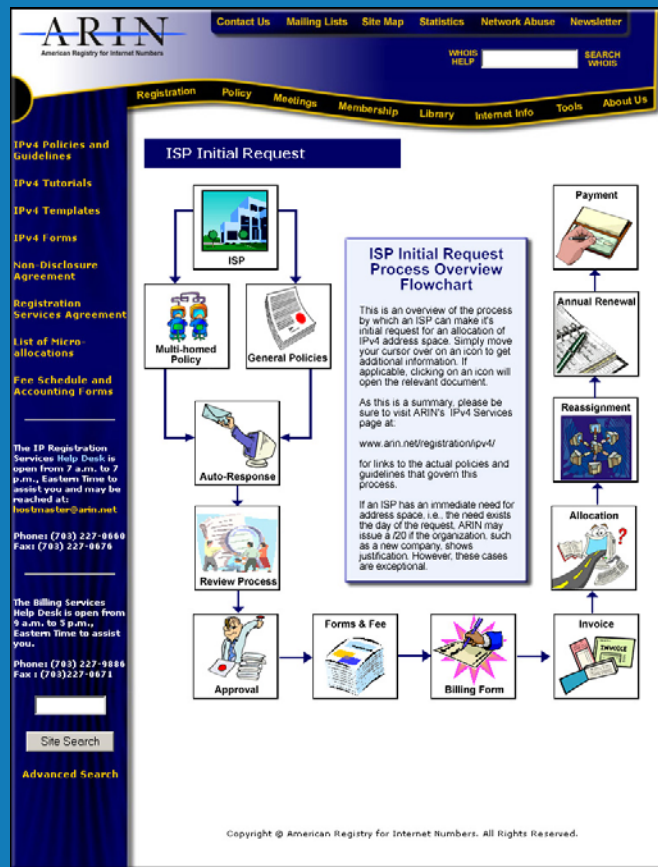 ARIN
American Registry for Internet Numbers
Contact Us Mailing Lists Site Map Statistics Network Abuse Newsletter
WHOIS
HELP
SEARCH
WHOIS
Registration Policy Meetings Membership Library Internet Info Tools About Us
IPv4 Policies and
Guidelines
IPv4 Tutorials
IPv4 Templates
IPv4 Forms
Non-Disclosure
Agreement
Registration
Services Agreement
List of Micro-
allocations
Fee Schedule and
Accounting Forms
The IP Registration
Services Help Desk is
open from 7 a.m. to 7
p.m., Eastern Time to
assist you and may be
reached at:
hostmaster@arin.net
Phone: (703) 227-0660
Fax: (703) 227-0676
The Billing Services
Help Desk is open from
9 a.m. to 5 p.m.,
Eastern Time to assist
you.
Phone: (703) 227-9886
Fax : (703)227-0671
Site Search
Advanced Search
ISP Initial Request
ISP
Multi-homed
Policy
General Policies
Auto-Response
Review Process
Approval
Forms & Fee
Billing Form
Invoice
INVOICE
Allocation
?
Reassignment
Annual Renewal
Payment
ISP Initial Request
Process Overview
Flowchart
This is an overview of the process
by which an ISP can make it's
initial request for an allocation of
IPv4 address space. Simply move
your cursor over on an icon to get
additional information. If
applicable, clicking on an icon will
open the relevant document.
As this is a summary, please be
sure to visit ARIN's IPv4 Services
page at:
www.arin.net/registration/ipv4/
for links to the actual policies and
guidelines that govern this
process.
If an ISP has an immediate need for
address space, i.e., the need exists
the day of the request, ARIN may
issue a /20 if the organization, such
as a new company, shows
justification. However, these cases
are exceptional.
Copyright @ American Registry for Internet Numbers. All Rights Reserved.